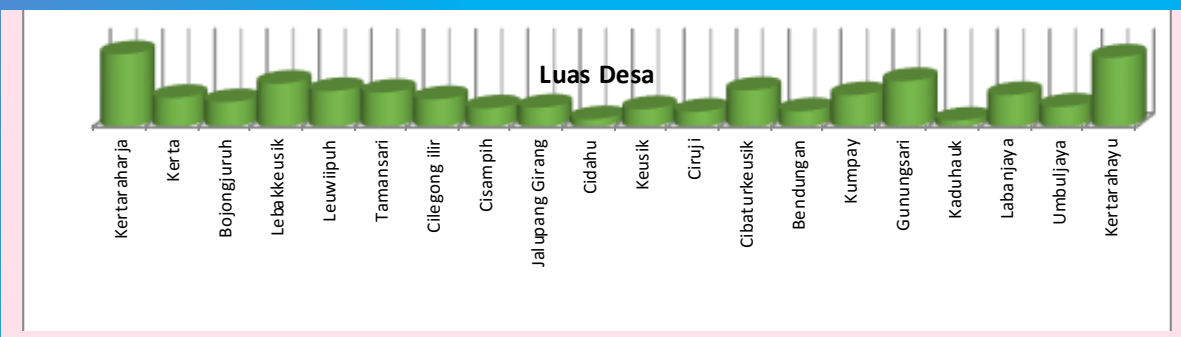 Luas Desa
Kertaraharja
Kerta
Bojongjuruh
Lebakkeusik
Leuwiipuh
Tamansari
Cilegong ilir
Cisampih
Jalupang Girang
Cidahu
Keusik
Ciruji
Cibaturkeusik
Bendungan
Kumpay
Gunungsari
Kaduhauk
Labanjaya
Umbuljaya
Kertarahayu